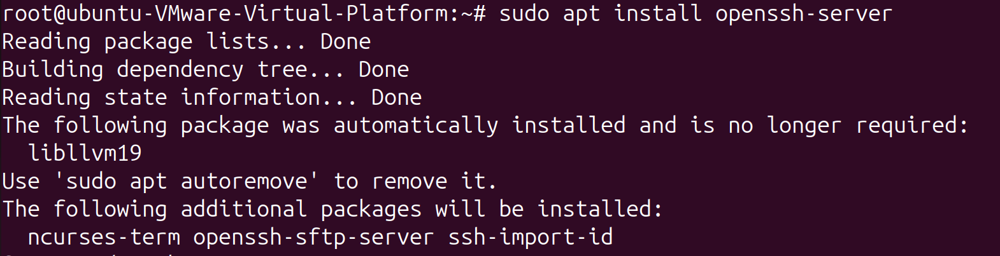 root@ubuntu-VMware-Virtual-Platform:~# sudo apt install openssh-server
Reading package lists... Done
Building dependency tree... Done
Reading state information... Done
The following package was automatically installed and is no longer required:
  libllvm19
Use 'sudo apt autoremove' to remove it.
The following additional packages will be installed:
  ncurses-term openssh-sftp-server ssh-import-id